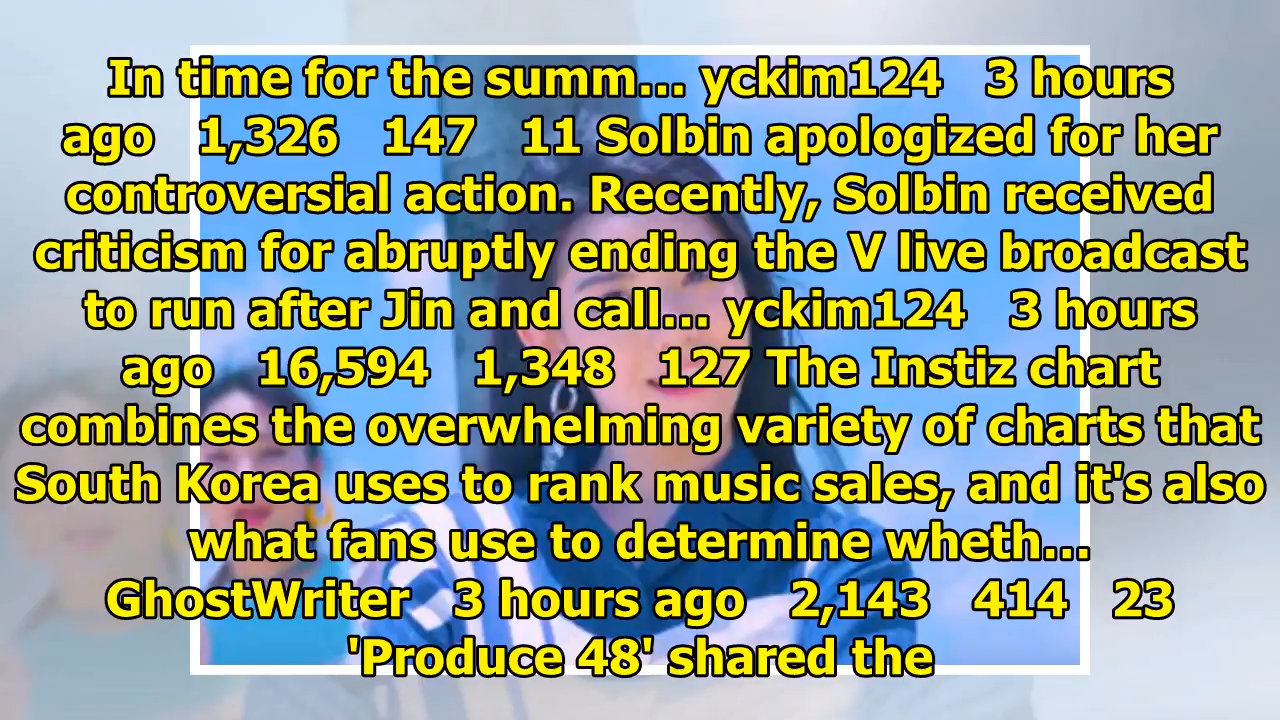 In time for the summ... yckim124 3 hours
ago 1,326 147 11 Solbin apologized for her
controversial action. Recently, Solbin received
criticism for abruptly ending the V live broadcast
to run after Jin and call... yckim124 3 hours
ago 16,594 1,348 127 The Instiz chart
combines the overwhelming variety of charts that
South Korea uses to rank music sales, and it's also
what fans use to determine wheth...
GhostWriter 3 hours ago 2,143 414 23
'Produce 48' shared the